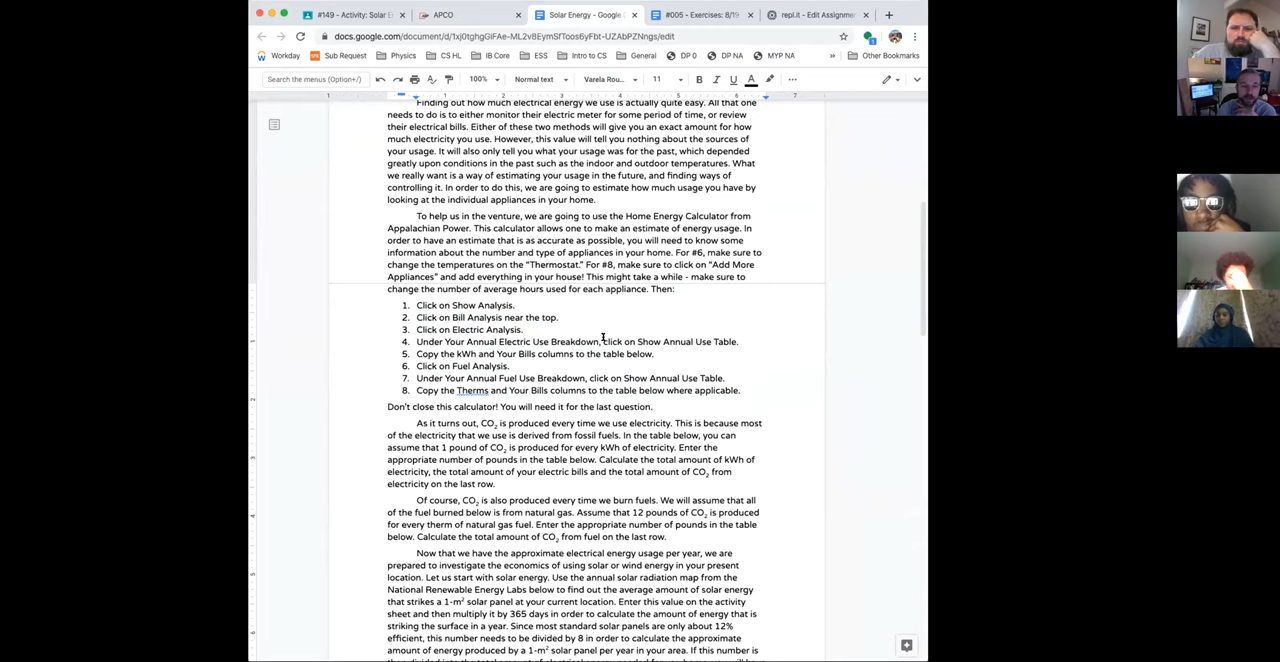 #149 - Activity: Solar E
APCO
Solar Energy - Google D
#005 - Exercises: 8/19
repl.it - Edit Assignme
docs.google.com/document/d/1xj0tghgGiFAe-ML2v8EymSfToos6yFbt-UZAbPZNngs/edit
Workday
Sub Request
Physics
CS HL
IB Core
ESS
Intro to CS
General
DP 0
DP NA
MYP NA
Other Bookmarks
Search the menus (Option+/)
100%
Normal text
Varela Rou...
11
Finding out how much electrical energy we use is actually quite easy. All that one
needs to do is to either monitor their electric meter for some period of time, or review
their electrical bills. Either of these two methods will give you an exact amount for how
much electricity you use. However, this value will tell you nothing about the sources of
your usage. It will also only tell you what your usage was for the past, which depended
greatly upon conditions in the past such as the indoor and outdoor temperatures. What
we really want is a way of estimating your usage in the future, and finding ways of
controlling it. In order to do this, we are going to estimate how much usage you have by
looking at the individual appliances in your home.
To help us in the venture, we are going to use the Home Energy Calculator from
Appalachian Power. This calculator allows one to make an estimate of energy usage. In
order to have an estimate that is as accurate as possible, you will need to know some
information about the number and type of appliances in your home. For #6, make sure to
change the temperatures on the “Thermostat.” For #8, make sure to click on “Add More
Appliances” and add everything in your house! This might take a while - make sure to
change the number of average hours used for each appliance. Then:
1. Click on Show Analysis.
2. Click on Bill Analysis near the top.
3. Click on Electric Analysis.
4. Under Your Annual Electric Use Breakdown, click on Show Annual Use Table.
5. Copy the kWh and Your Bills columns to the table below.
6. Click on Fuel Analysis.
7. Under Your Annual Fuel Use Breakdown, click on Show Annual Use Table.
8. Copy the Therms and Your Bills columns to the table below where applicable.
Don't close this calculator! You will need it for the last question.
As it turns out, CO2 is produced every time we use electricity. This is because most
of the electricity that we use is derived from fossil fuels. In the table below, you can
assume that 1 pound of CO2 is produced for every kWh of electricity. Enter the
appropriate number of pounds in the table below. Calculate the total amount of kWh of
electricity, the total amount of your electric bills and the total amount of CO2 from
electricity on the last row.
Of course, CO2 is also produced every time we burn fuels. We will assume that all
of the fuel burned below is from natural gas. Assume that 12 pounds of CO2 is produced
for every therm of natural gas fuel. Enter the appropriate number of pounds in the table
below. Calculate the total amount of CO2 from fuel on the last row.
Now that we have the approximate electrical energy usage per year, we are
prepared to investigate the economics of using solar or wind energy in your present
location. Let us start with solar energy. Use the annual solar radiation map from the
National Renewable Energy Labs below to find out the average amount of solar energy
that strikes a 1-m² solar panel at your current location. Enter this value on the activity
sheet and then multiply it by 365 days in order to calculate the amount of energy that is
striking the surface in a year. Since most standard solar panels are only about 12%
efficient, this number needs to be divided by 8 in order to calculate the approximate
amount of energy produced by a 1-m² solar panel per year in your area. If this number is